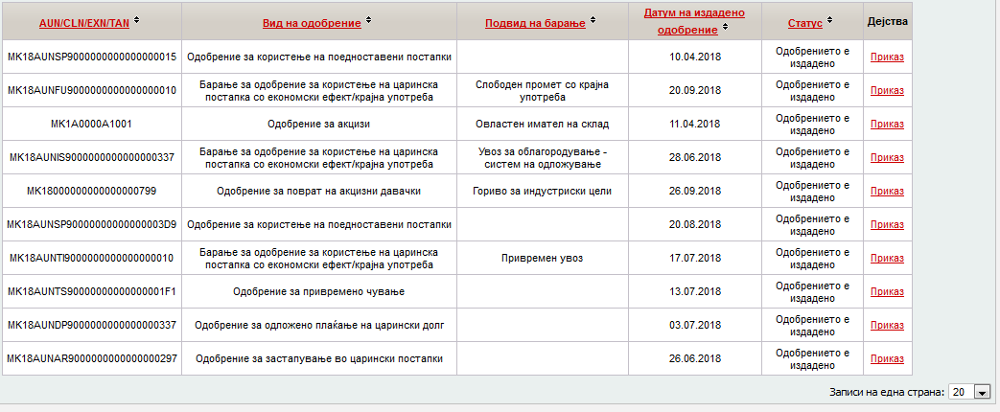 AUN/CLN/EXN/TAN Вид на одобрение Подвид на барање Датум на издадено одобрение Статус Дејства
MK18AUNSP9000000000000000015 Одобрение за користење на поедноставени постапки 10.04.2018 Одобрението е издадено Приказ
MK18AUNFU9000000000000000010 Барање за одобрение за користење на царинска постапка со економски ефект/крајна употреба Слободен промет со крајна употреба 20.09.2018 Одобрението е издадено Приказ
MK1A0000A1001 Одобрение за акцизи Овластен имател на склад 11.04.2018 Одобрението е издадено Приказ
MK18AUNIS9000000000000000337 Барање за одобрение за користење на царинска постапка со економски ефект/крајна употреба Увоз за облагородување - систем на одложување 28.06.2018 Одобрението е издадено Приказ
MK18000000000000000799 Одобрение за поврат на акцизни давачки Гориво за индустриски цели 26.09.2018 Одобрението е издадено Приказ
MK18AUNSP90000000000000003D9 Одобрение за користење на поедноставени постапки 20.08.2018 Одобрението е издадено Приказ
MK18AUNTI9000000000000000010 Барање за одобрение за користење на царинска постапка со економски ефект/крајна употреба Привремен увоз 17.07.2018 Одобрението е издадено Приказ
MK18AUNTS90000000000000001F1 Одобрение за привремено чување 13.07.2018 Одобрението е издадено Приказ
MK18AUNDP9000000000000000337 Одобрение за одложено плаќање на царински долг 03.07.2018 Одобрението е издадено Приказ
MK18AUNAR9000000000000000297 Одобрение за застапување во царински постапки 26.06.2018 Одобрението е издадено Приказ
Записи на една страна: 20